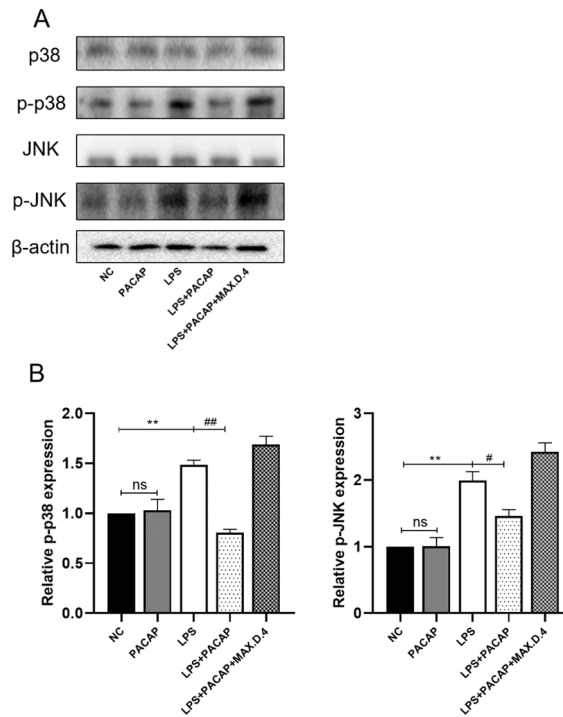 A
p38
p-p38
JNK
p-JNK
β-actin
NC
PACAP
LPS
LPS+PACAP
LPS+PACAP+MAX.D.4
B
Relative p-p38 expression
2.0
1.5
1.0
0.5
0.0
** ##
ns
NC
PACAP
LPS
LPS+PACAP
LPS+PACAP+MAX.D.4
Relative p-JNK expression
3
2
1
0
** #
ns
NC
PACAP
LPS
LPS+PACAP
LPS+PACAP+MAX.D.4